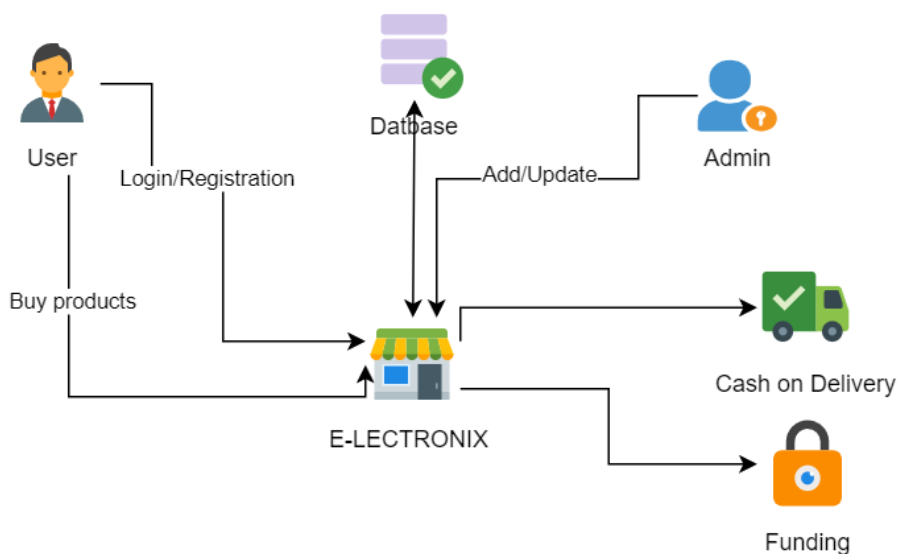 Datbase
User
Admin
Login/Registration
Add/Update
Buy products
Cash on Delivery
E-LECTRONIX
Funding